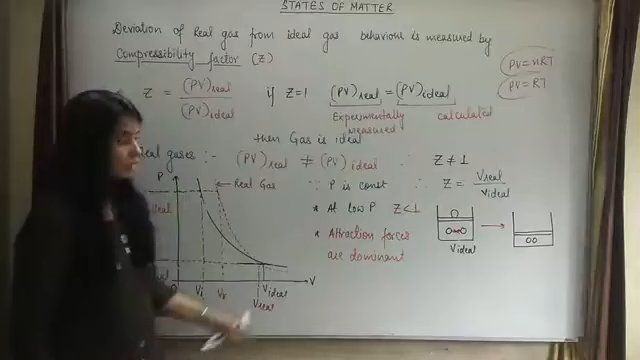 STATES OF MATTER
Deviation of Real gas from ideal gas behaviour is measured by
Compressibility factor (Z)
PV = nRT
PV = RT
Z = (PV)real / (PV)ideal if Z=1 (PV)real = (PV)ideal
Experimentally measured calculated
then Gas is ideal
Real gases :- (PV)real ≠ (PV)ideal ∴ Z ≠ 1
P Real Gas ∵ P is const ∴ Z = Vreal / Videal
* At low P Z<1
* Attraction forces
are dominant
Videal
V
Videal
Vreal